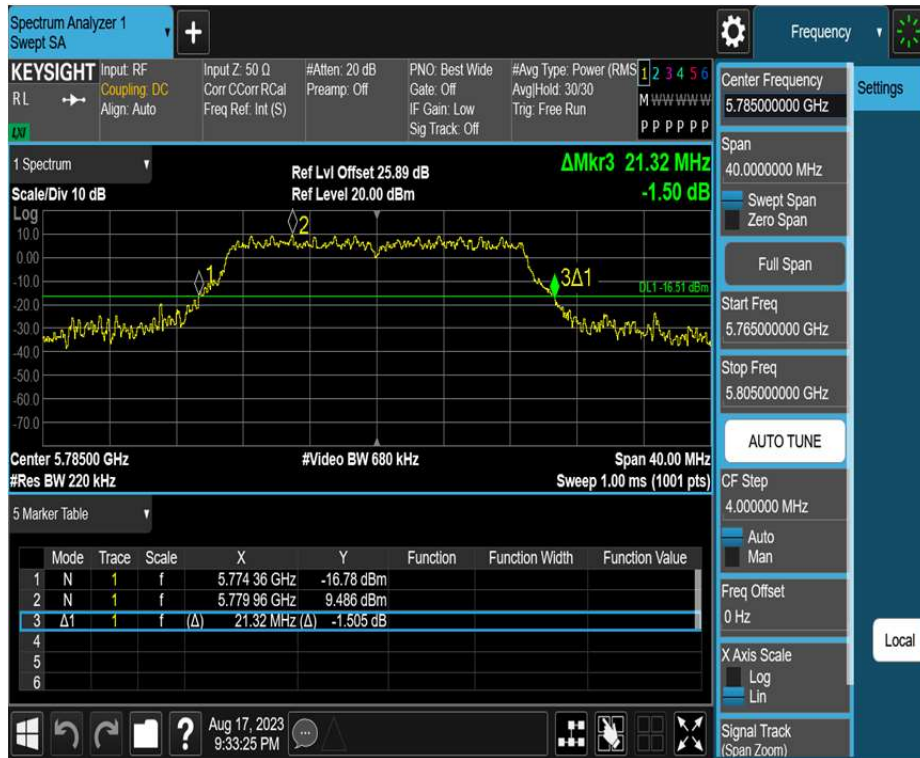 Spectrum Analyzer 1
Swept SA
+
Frequency
KEYSIGHT
RL
LXI
Input: RF
Coupling: DC
Align: Auto
Input Z: 50 Ω
Corr CCorr RCal
Freq Ref: Int (S)
#Atten: 20 dB
Preamp: Off
PNO: Best Wide
Gate: Off
IF Gain: Low
Sig Track: Off
#Avg Type: Power (RMS
Avg|Hold: 30/30
Trig: Free Run
1 2 3 4 5 6
M W W W W W
P P P P P P
Center Frequency
5.785000000 GHz
Settings
Span
40.0000000 MHz
Swept Span
Zero Span
Full Span
Start Freq
5.765000000 GHz
Stop Freq
5.805000000 GHz
AUTO TUNE
CF Step
4.000000 MHz
Auto
Man
Freq Offset
0 Hz
X Axis Scale
Log
Lin
Signal Track
(Span Zoom)
Local
1 Spectrum
Scale/Div 10 dB
Ref Lvl Offset 25.89 dB
Ref Level 20.00 dBm
ΔMkr3 21.32 MHz
-1.50 dB
Log
10.0
0.00
-10.0
-20.0
-30.0
-40.0
-50.0
-60.0
-70.0
1
2
3Δ1
DL1 -16.51 dBm
Center 5.78500 GHz
#Video BW 680 kHz
Span 40.00 MHz
#Res BW 220 kHz
Sweep 1.00 ms (1001 pts)
5 Marker Table
Mode Trace Scale X Y Function Function Width Function Value
1 N 1 f 5.774 36 GHz -16.78 dBm
2 N 1 f 5.779 96 GHz 9.486 dBm
3 Δ1 1 f (Δ) 21.32 MHz (Δ) -1.505 dB
4
5
6
?
Aug 17, 2023
9:33:25 PM